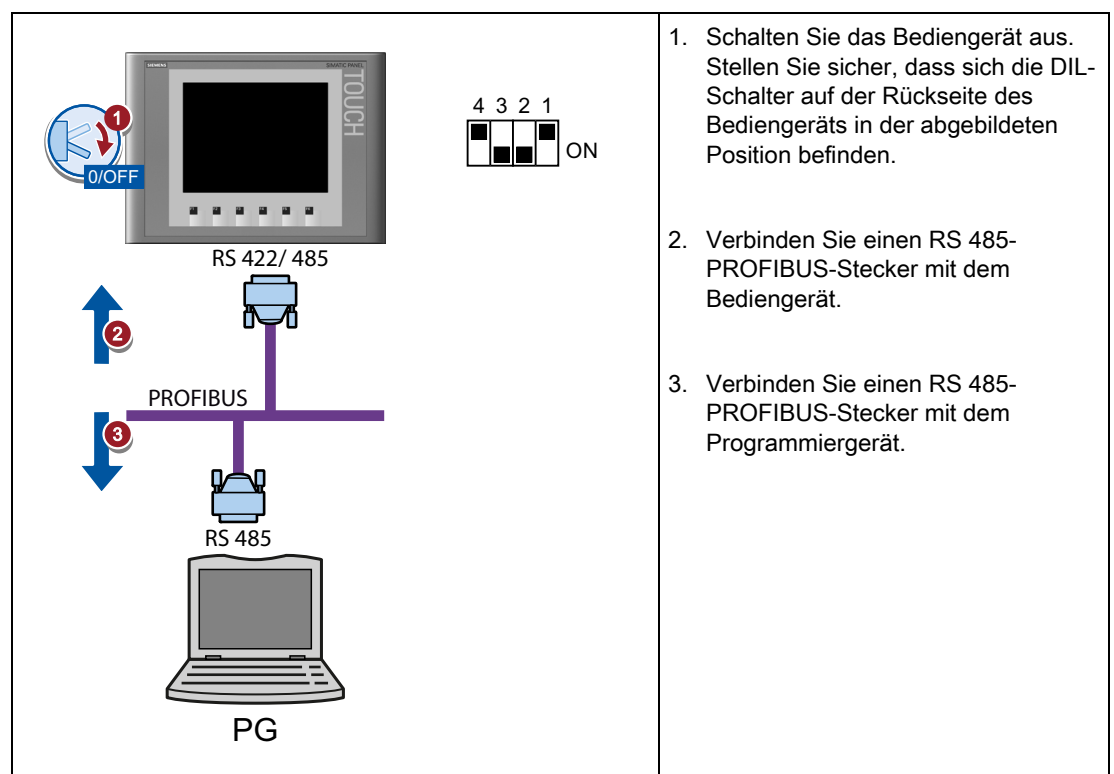 SIEMENS
SIMATIC PANEL
TOUCH
1
0/OFF
4 3 2 1
ON
RS 422/ 485
2
PROFIBUS
3
RS 485
PG
1. Schalten Sie das Bediengerät aus.
Stellen Sie sicher, dass sich die DIL-
Schalter auf der Rückseite des
Bediengeräts in der abgebildeten
Position befinden.
2. Verbinden Sie einen RS 485-
PROFIBUS-Stecker mit dem
Bediengerät.
3. Verbinden Sie einen RS 485-
PROFIBUS-Stecker mit dem
Programmiergerät.